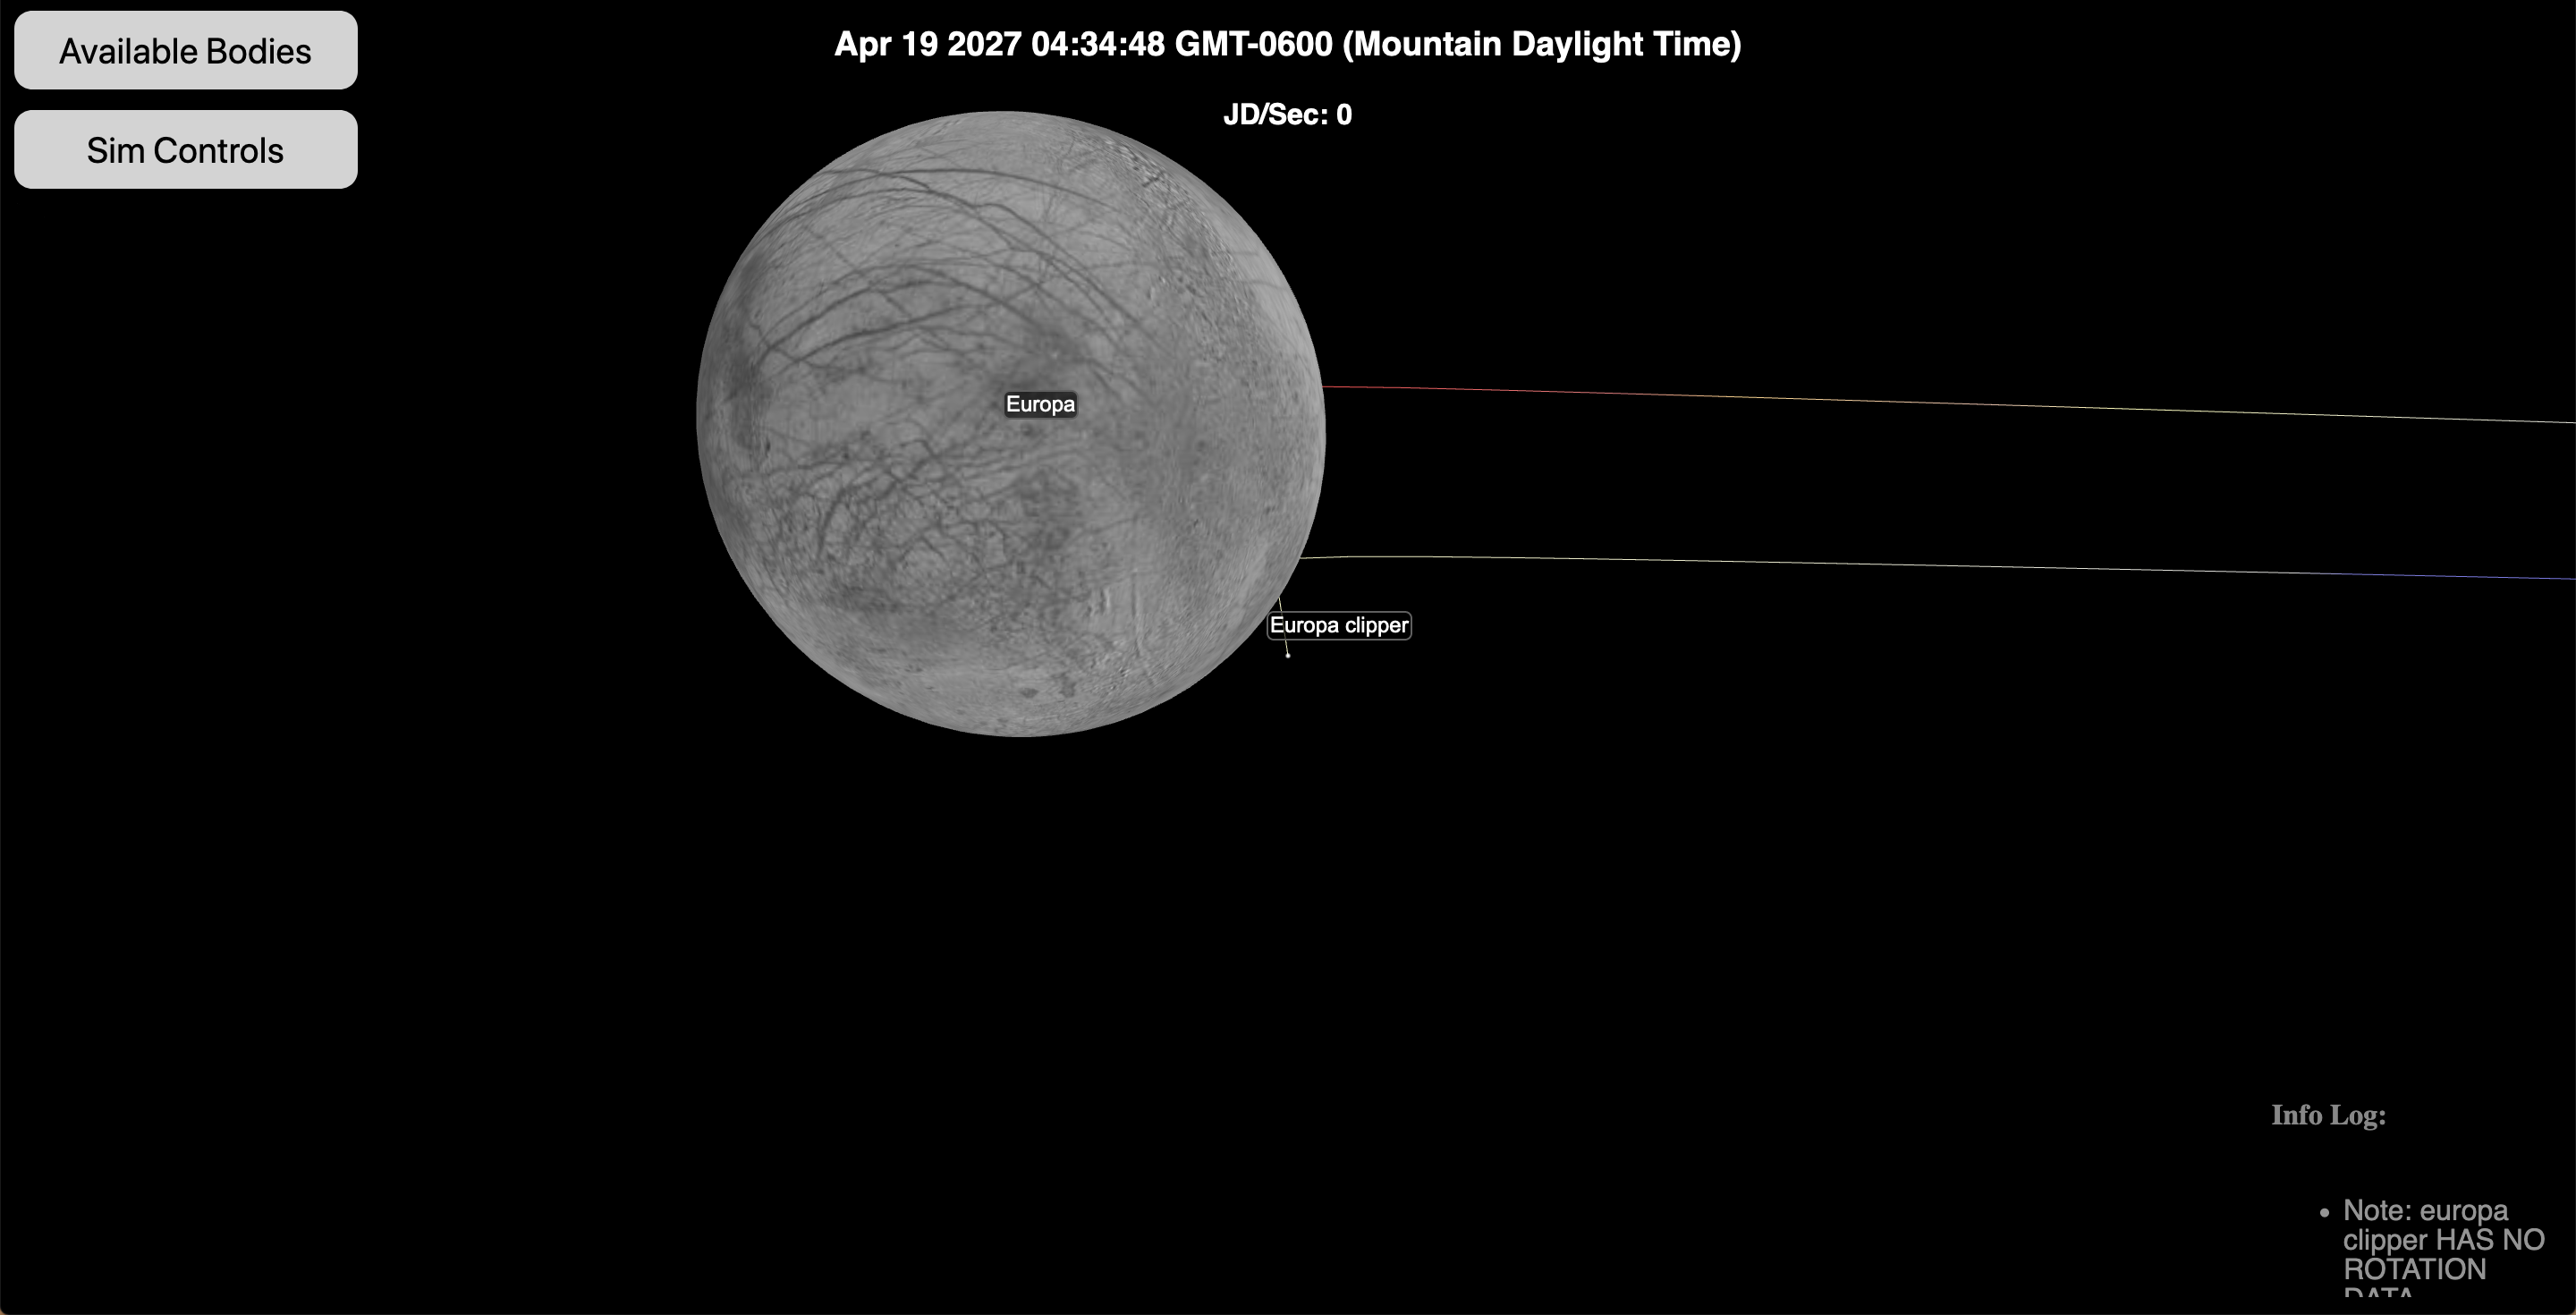 Available Bodies
Sim Controls
Apr 19 2027 04:34:48 GMT-0600 (Mountain Daylight Time)
JD/Sec: 0
Europa
Europa clipper
Info Log:
Note: europa
clipper HAS NO
ROTATION
DATA